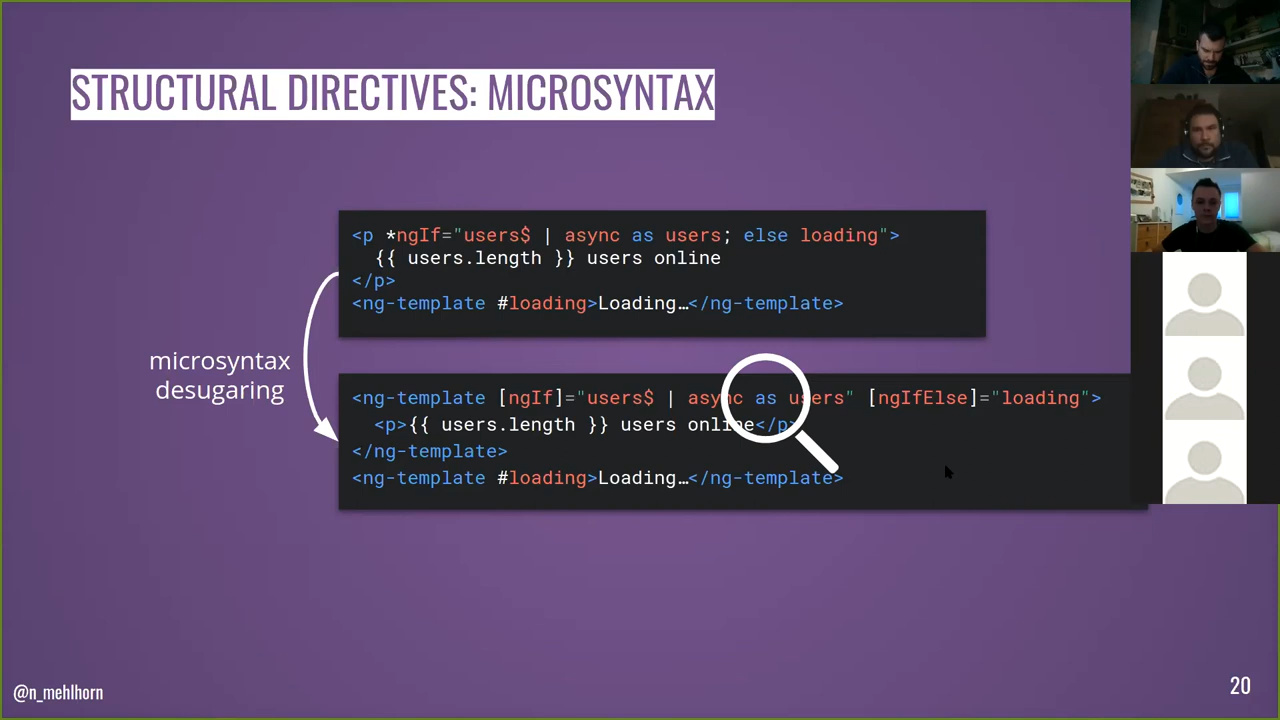 STRUCTURAL DIRECTIVES: MICROSYNTAX
<p *ngIf="users$ | async as users; else loading">
{{ users.length }} users online
</p>
<ng-template #loading>Loading…</ng-template>
microsyntax
desugaring
<ng-template [ngIf]="users$ | async as users" [ngIfElse]="loading">
<p>{{ users.length }} users online</p>
</ng-template>
<ng-template #loading>Loading…</ng-template>
@n_mehlhorn
20